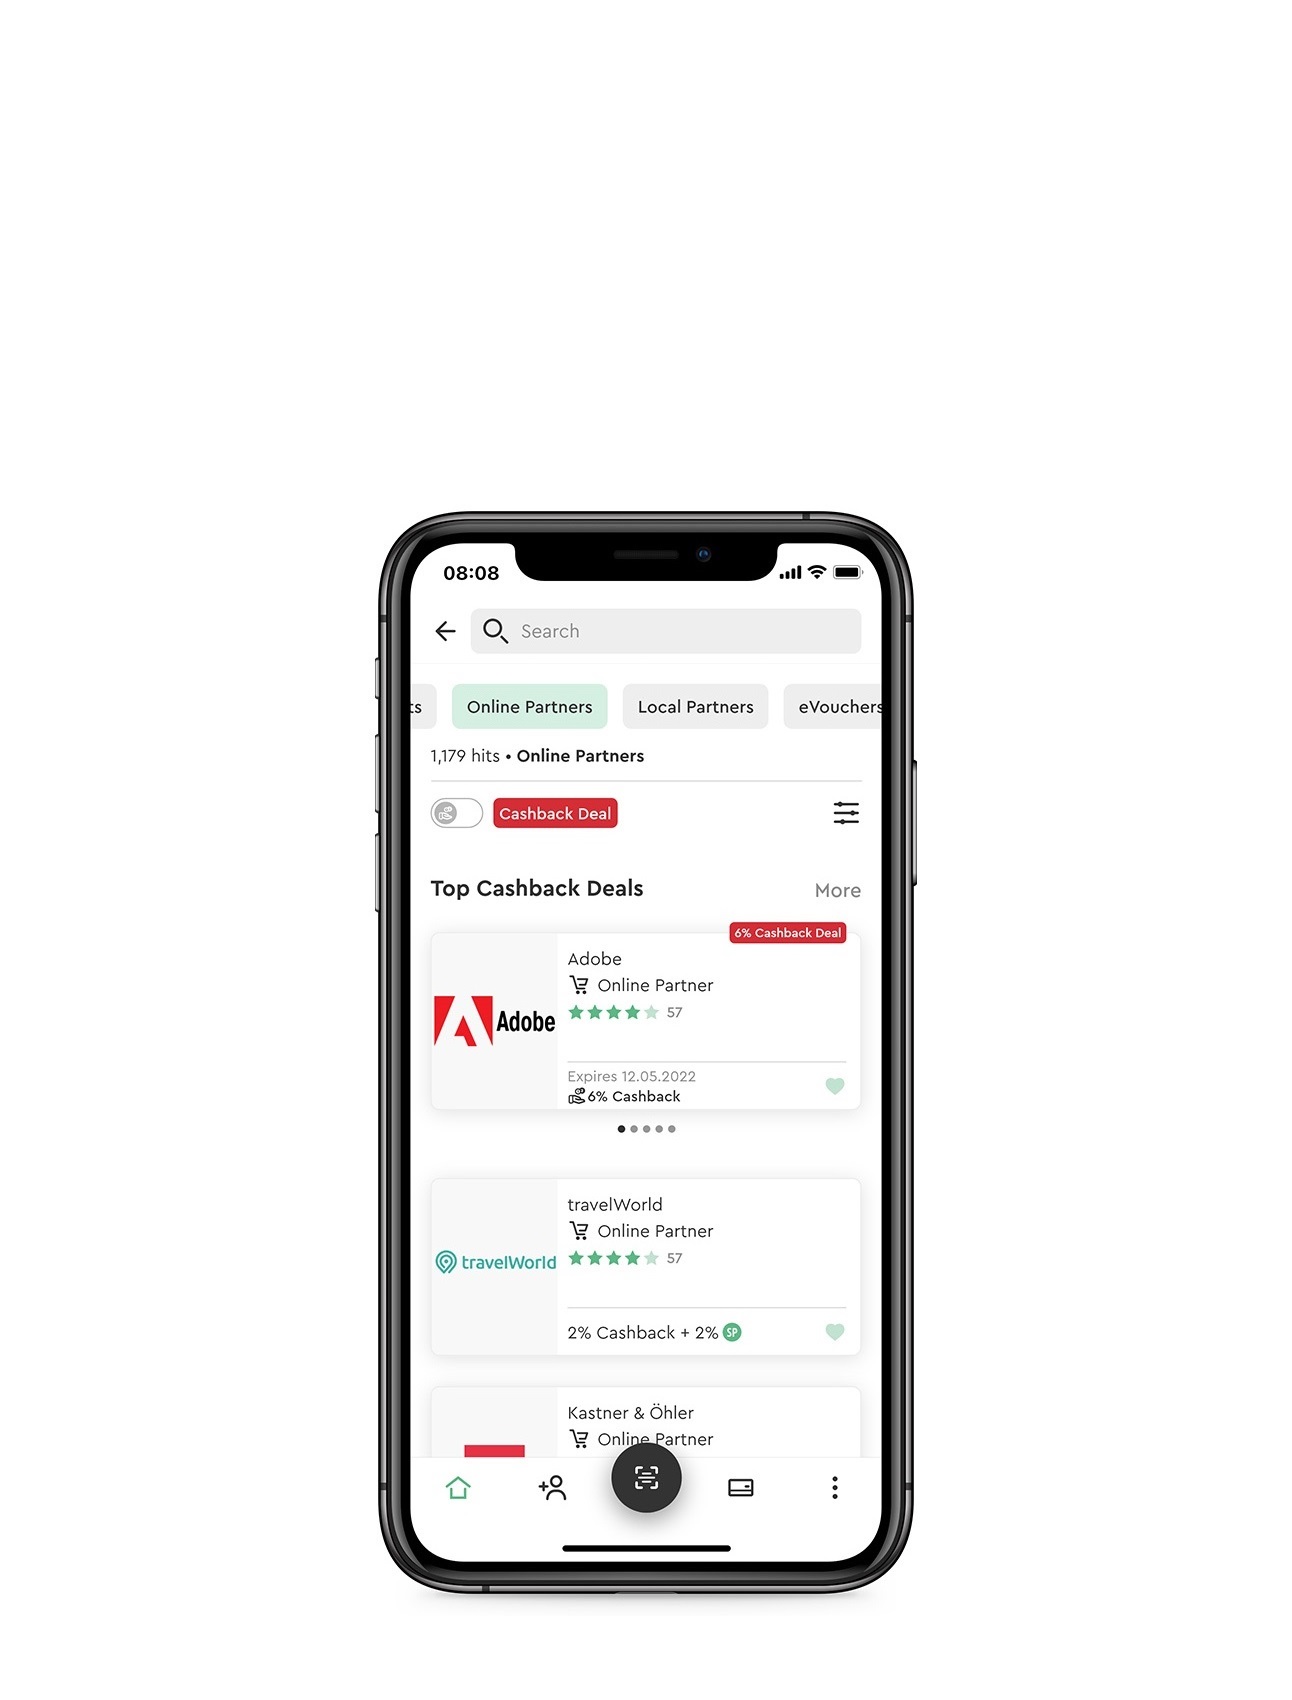 08:08
Search
ts Online Partners Local Partners eVouchers
1,179 hits • Online Partners
Cashback Deal
Top Cashback Deals More
6% Cashback Deal
Adobe
Online Partner
57
Adobe
Expires 12.05.2022
6% Cashback
travelWorld
Online Partner
57
travelWorld
2% Cashback + 2% SP
Kastner & Öhler
Online Partner